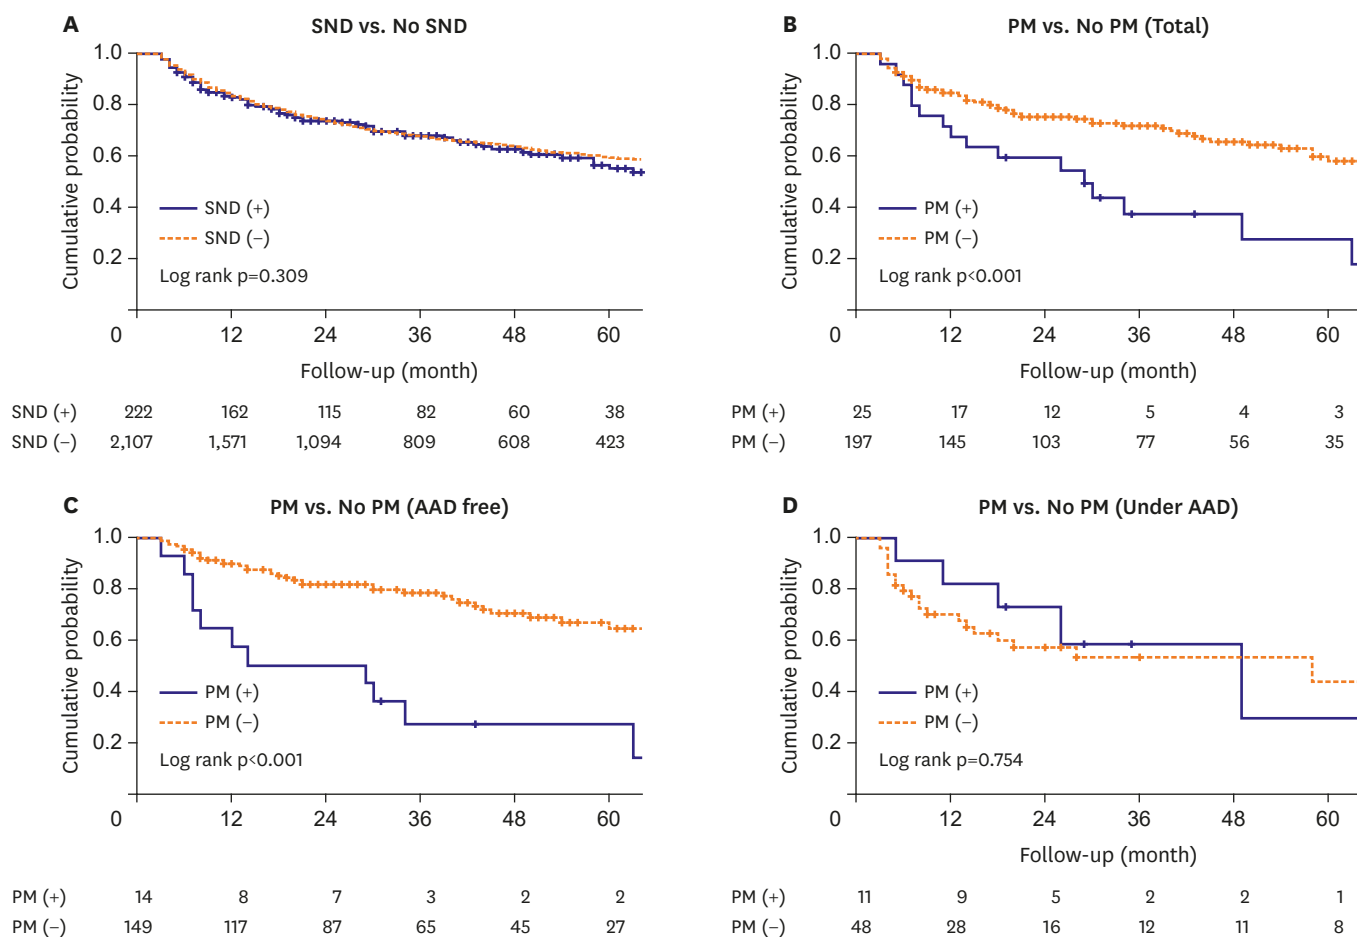 A
SND vs. No SND
Cumulative probability
1.0
0.8
0.6
0.4
0.2
SND (+)
SND (−)
Log rank p=0.309
0 12 24 36 48 60
Follow-up (month)
SND (+) 222 162 115 82 60 38
SND (−) 2,107 1,571 1,094 809 608 423
B
PM vs. No PM (Total)
Cumulative probability
1.0
0.8
0.6
0.4
0.2
PM (+)
PM (−)
Log rank p<0.001
0 12 24 36 48 60
Follow-up (month)
PM (+) 25 17 12 5 4 3
PM (−) 197 145 103 77 56 35
C
PM vs. No PM (AAD free)
Cumulative probability
1.0
0.8
0.6
0.4
0.2
PM (+)
PM (−)
Log rank p<0.001
0 12 24 36 48 60
PM (+) 14 8 7 3 2 2
PM (−) 149 117 87 65 45 27
D
PM vs. No PM (Under AAD)
Cumulative probability
1.0
0.8
0.6
0.4
0.2
PM (+)
PM (−)
Log rank p=0.754
0 12 24 36 48 60
Follow-up (month)
PM (+) 11 9 5 2 2 1
PM (−) 48 28 16 12 11 8